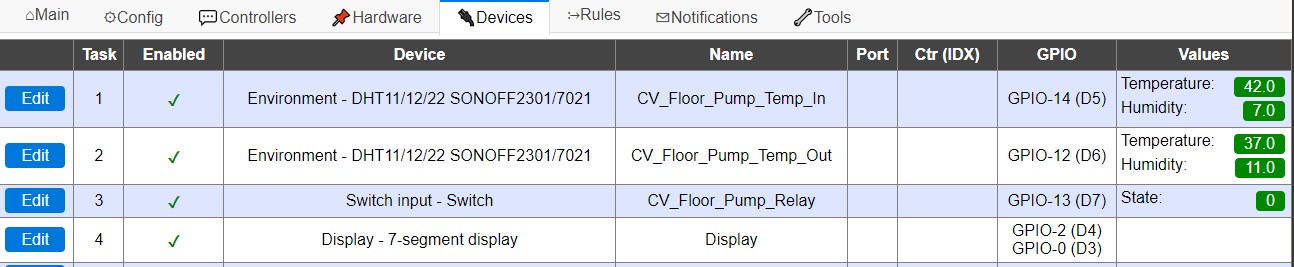 Main Config Controllers Hardware Devices Rules Notifications Tools
Task Enabled Device Name Port Ctr (IDX) GPIO Values
Edit 1 ✓ Environment - DHT11/12/22 SONOFF2301/7021 CV_Floor_Pump_Temp_In GPIO-14 (D5) Temperature: 42.0
Humidity: 7.0
Edit 2 ✓ Environment - DHT11/12/22 SONOFF2301/7021 CV_Floor_Pump_Temp_Out GPIO-12 (D6) Temperature: 37.0
Humidity: 11.0
Edit 3 ✓ Switch input - Switch CV_Floor_Pump_Relay GPIO-13 (D7) State: 0
Edit 4 ✓ Display - 7-segment display Display GPIO-2 (D4)
GPIO-0 (D3)